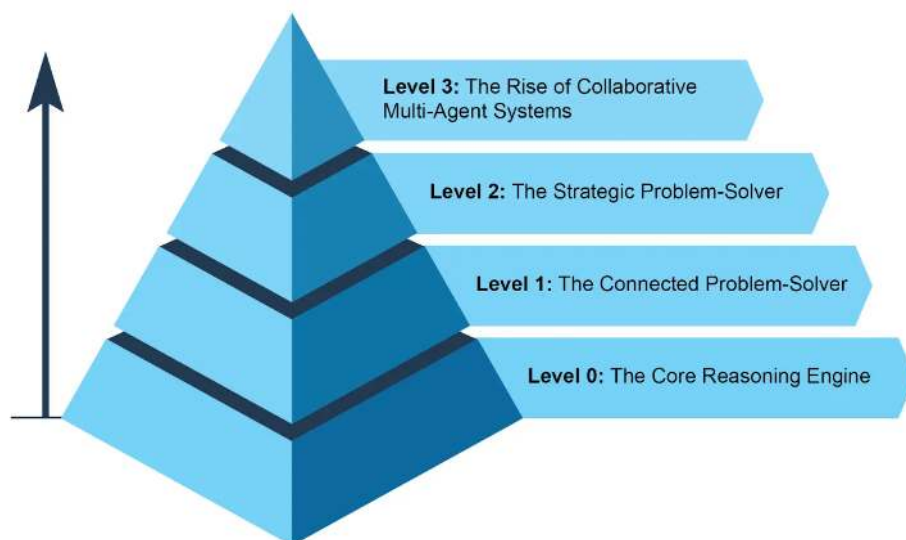 Level 3: The Rise of Collaborative
Multi-Agent Systems
Level 2: The Strategic Problem-Solver
Level 1: The Connected Problem-Solver
Level 0: The Core Reasoning Engine